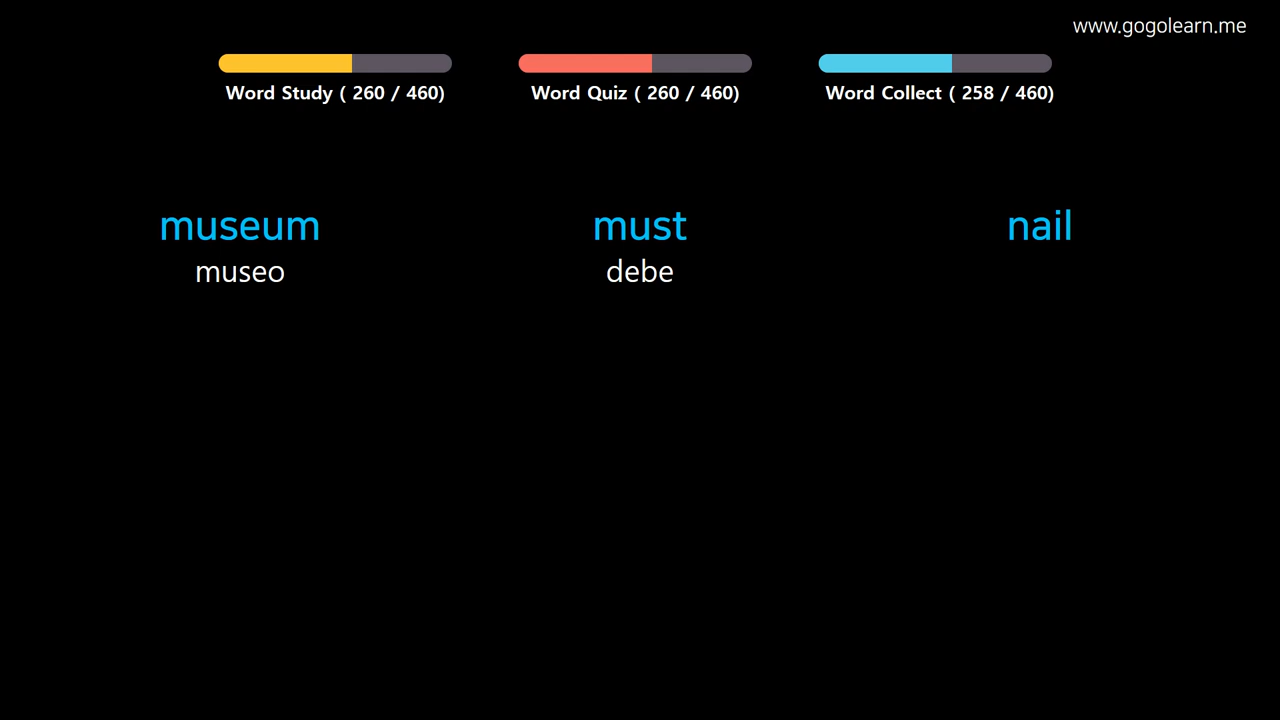 www.gogolearn.me
Word Study ( 260 / 460)
Word Quiz ( 260 / 460)
Word Collect ( 258 / 460)
museum
museo
must
debe
nail